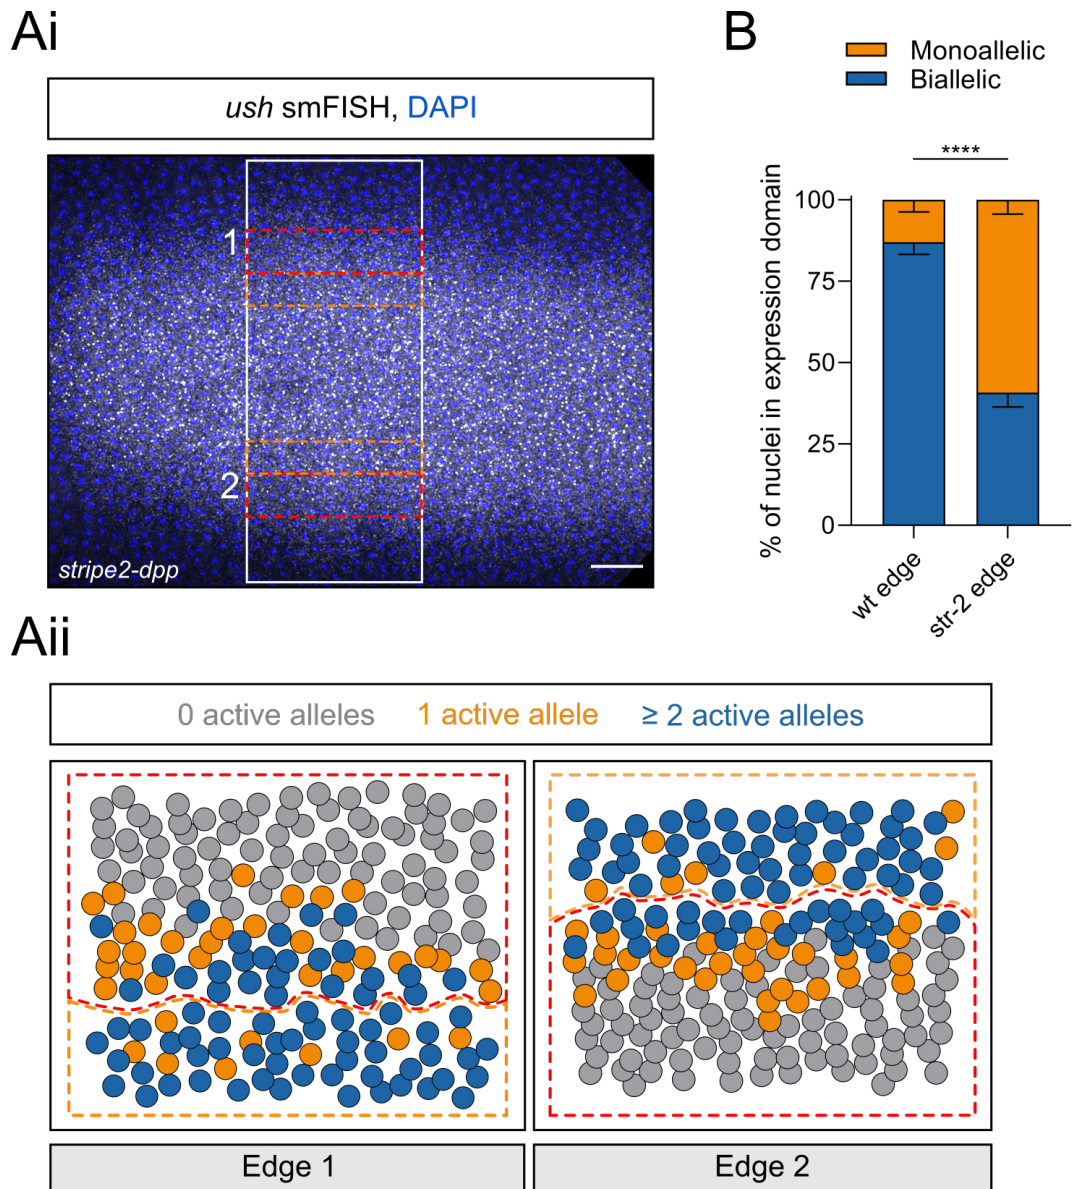 Ai
ush smFISH, DAPI
1
2
stripe2-dpp
B
Monoallelic
Biallelic
****
% of nuclei in expression domain
100
75
50
25
0
wt edge
str-2 edge
Aii
0 active alleles 1 active allele ≥ 2 active alleles
Edge 1
Edge 2